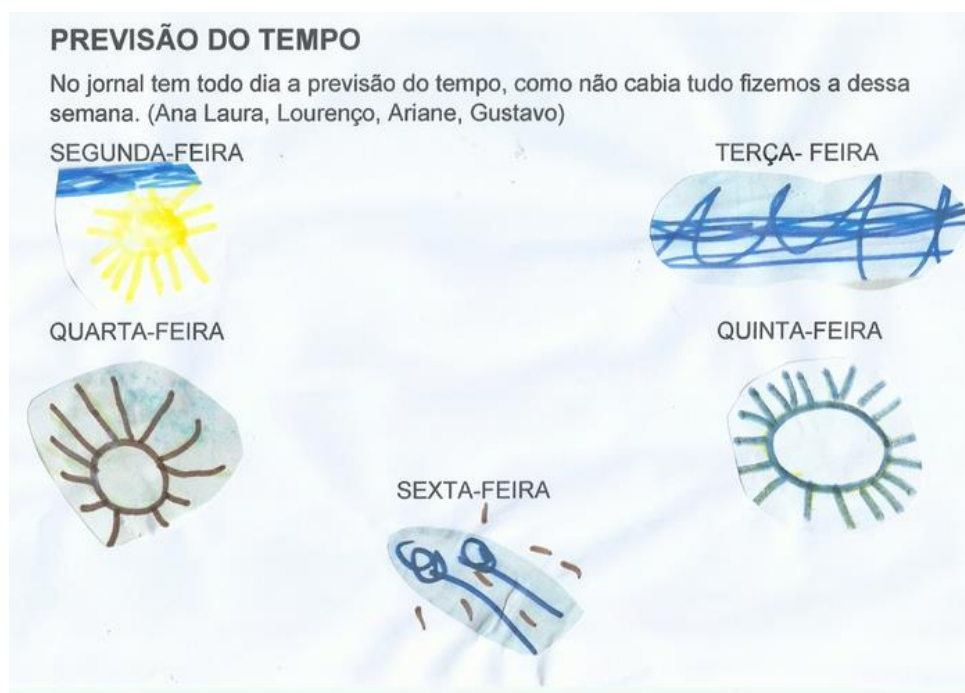 PREVISÃO DO TEMPO
No jornal tem todo dia a previsão do tempo, como não cabia tudo fizemos a dessa
semana. (Ana Laura, Lourenço, Ariane, Gustavo)
SEGUNDA-FEIRA
TERÇA- FEIRA
QUARTA-FEIRA
QUINTA-FEIRA
SEXTA-FEIRA